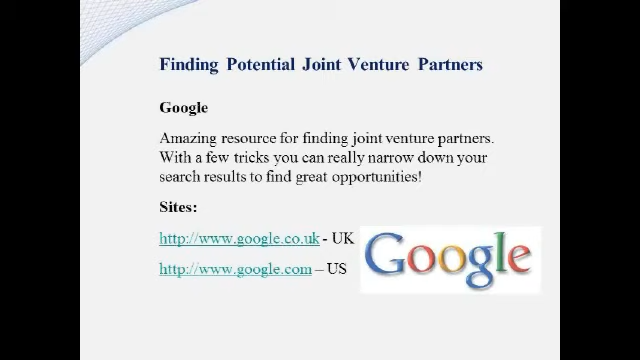 Finding Potential Joint Venture Partners
Google
Amazing resource for finding joint venture partners.
With a few tricks you can really narrow down your
search results to find great opportunities!
Sites:
http://www.google.co.uk - UK
http://www.google.com – US
Google